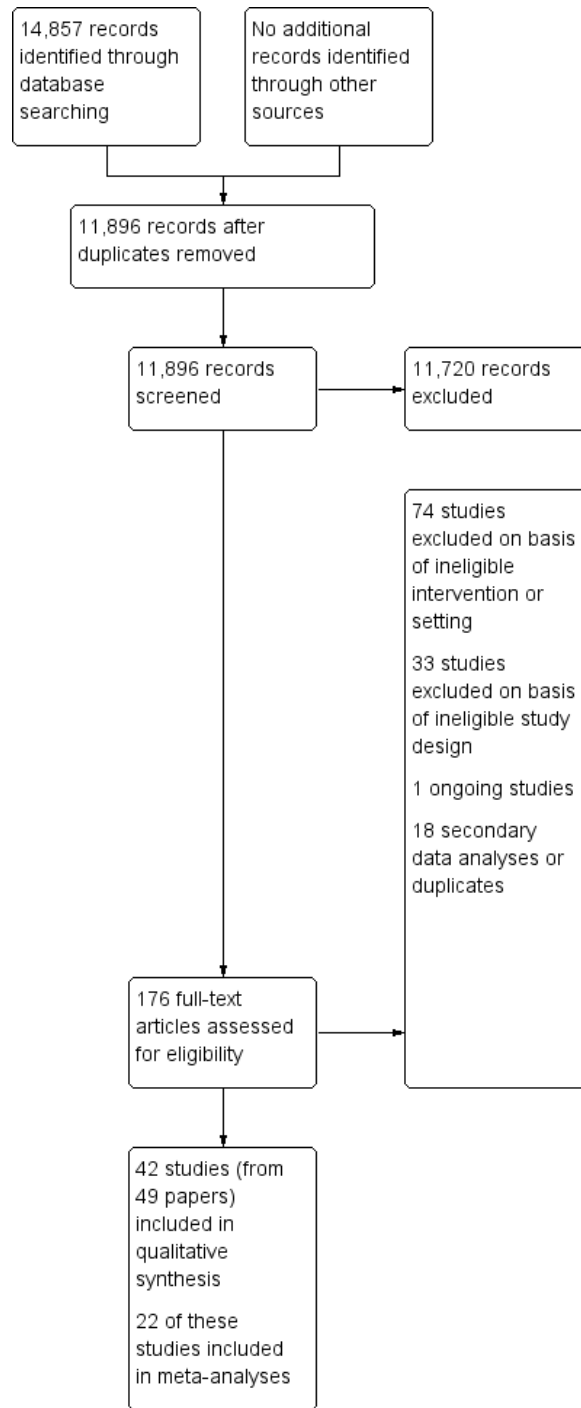 14,857 records
identified through
database
searching
No additional
records identified
through other
sources
11,896 records after
duplicates removed
11,896 records
screened
11,720 records
excluded
74 studies
excluded on basis
of ineligible
intervention or
setting
33 studies
excluded on basis
of ineligible study
design
1 ongoing studies
18 secondary
data analyses or
duplicates
176 full-text
articles assessed
for eligibility
42 studies (from
49 papers)
included in
qualitative
synthesis
22 of these
studies included
in meta-analyses